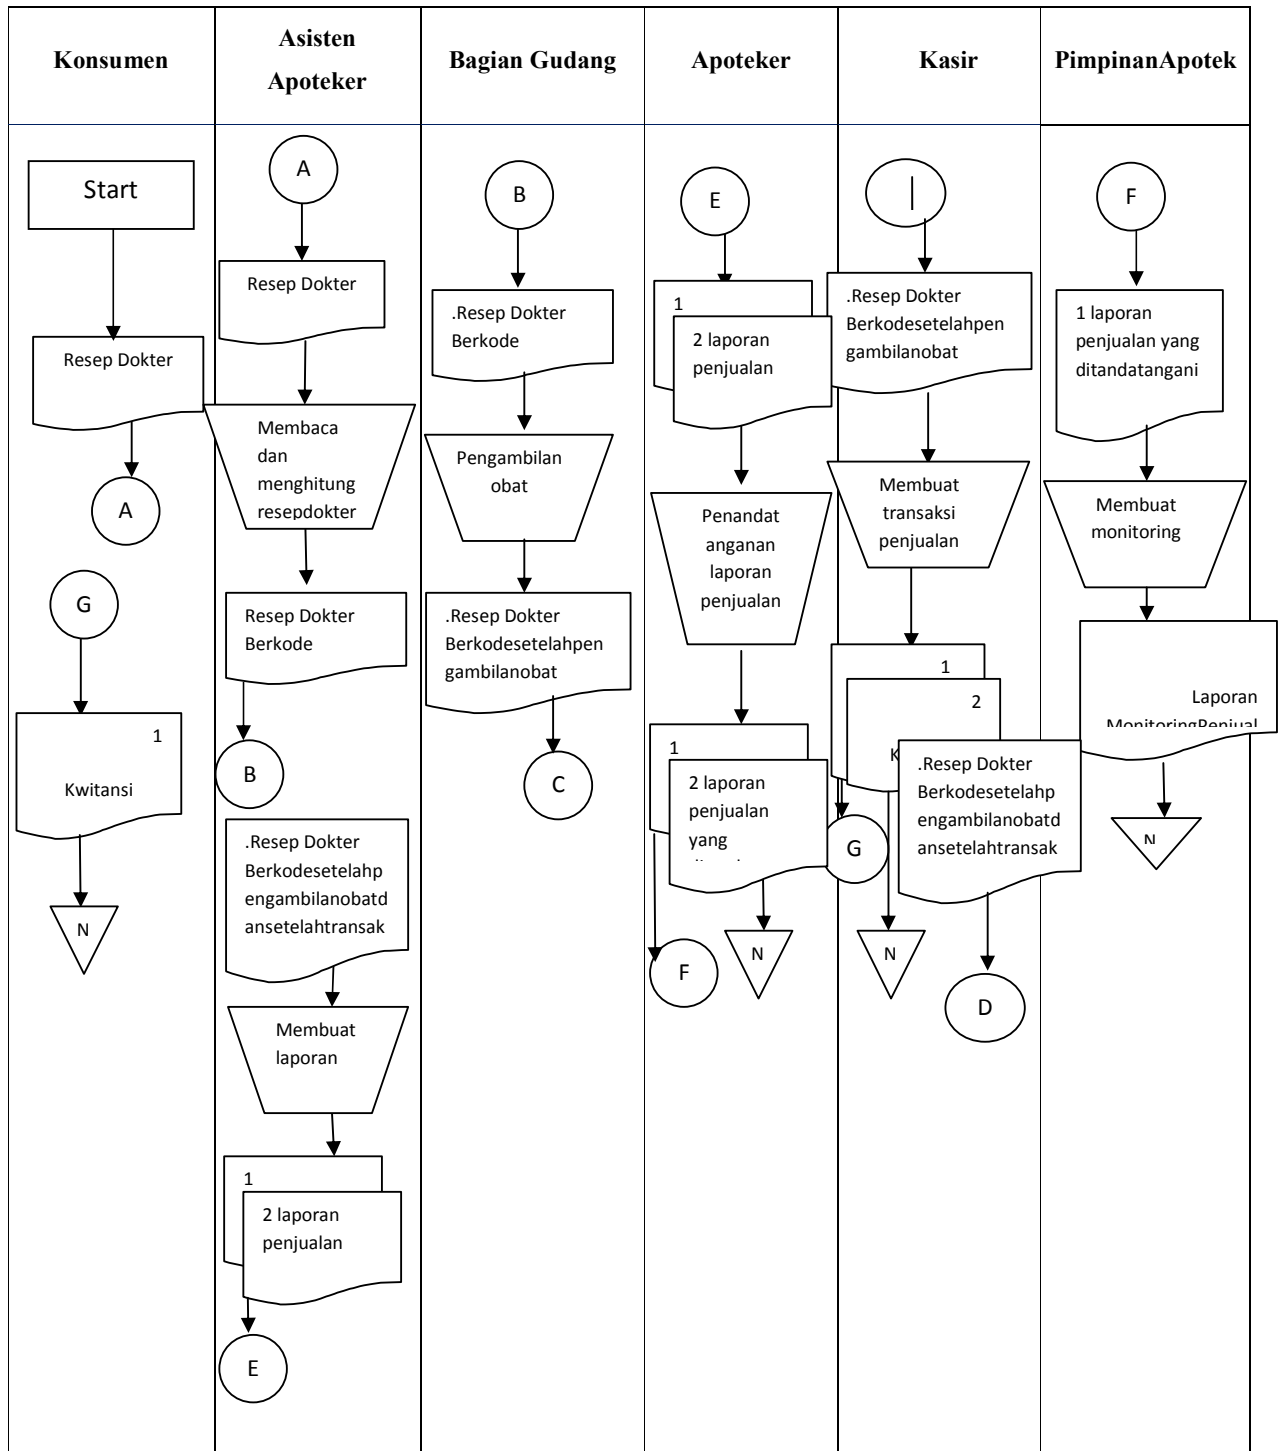 Konsumen
Asisten
Apoteker
Bagian Gudang
Apoteker
Kasir
PimpinanApotek
Start
Resep Dokter
A
G
1
Kwitansi
N
A
Resep Dokter
Membaca
dan
menghitung
resepdokter
Resep Dokter
Berkode
B
.Resep Dokter
Berkodesetelahp
engambilanobatd
ansetelahtransak
Membuat
laporan
1
2 laporan
penjualan
E
B
.Resep Dokter
Berkode
Pengambilan
obat
.Resep Dokter
Berkodesetelahpen
gambilanobat
C
E
1
2 laporan
penjualan
Penandat
anganan
laporan
penjualan
1
2 laporan
penjualan
yang
F
N
.Resep Dokter
Berkodesetelahpen
gambilanobat
Membuat
transaksi
penjualan
1
2
K
.Resep Dokter
Berkodesetelahp
engambilanobatd
ansetelahtransak
G
N
D
F
1 laporan
penjualan yang
ditandatangani
Membuat
monitoring
Laporan
MonitoringPenjual
N